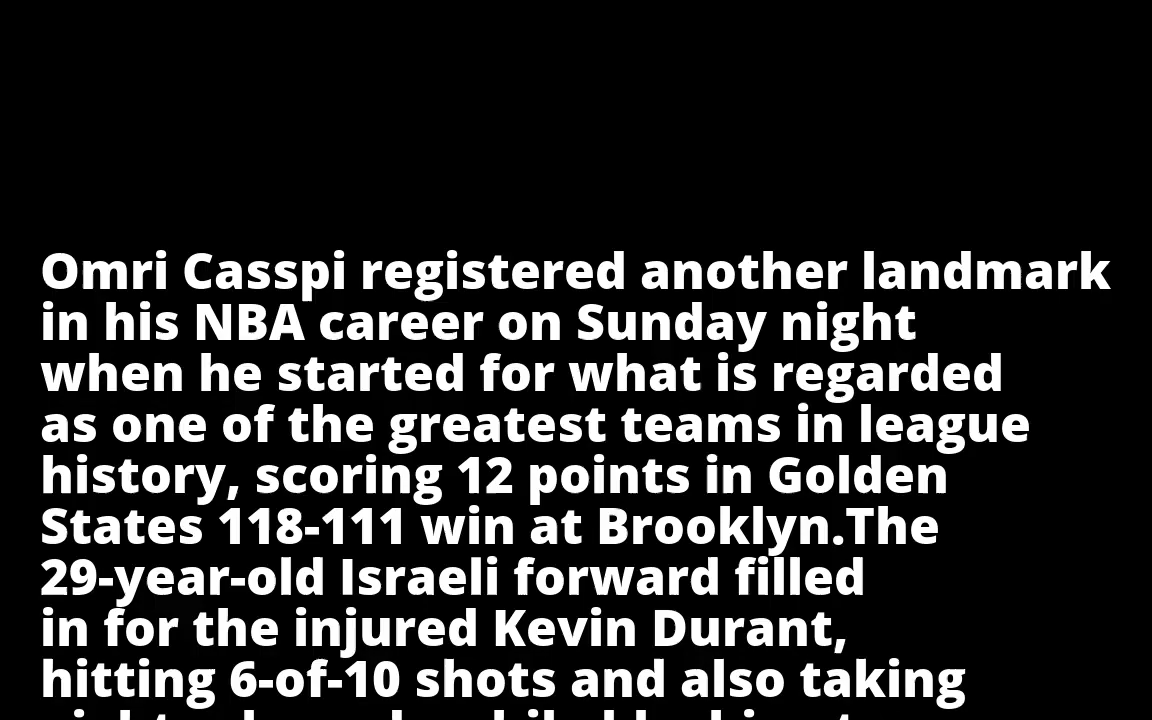 Omri Casspi registered another landmark
in his NBA career on Sunday night
when he started for what is regarded
as one of the greatest teams in league
history, scoring 12 points in Golden
States 118-111 win at Brooklyn.The
29-year-old Israeli forward filled
in for the injured Kevin Durant,
hitting 6-of-10 shots and also taking